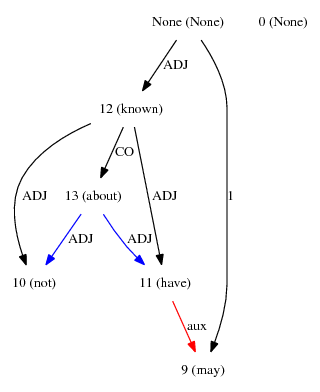 None (None) 0 (None)
ADJ
12 (known)
CO
13 (about) ADJ ADJ 1
ADJ ADJ
10 (not) 11 (have)
aux
9 (may)